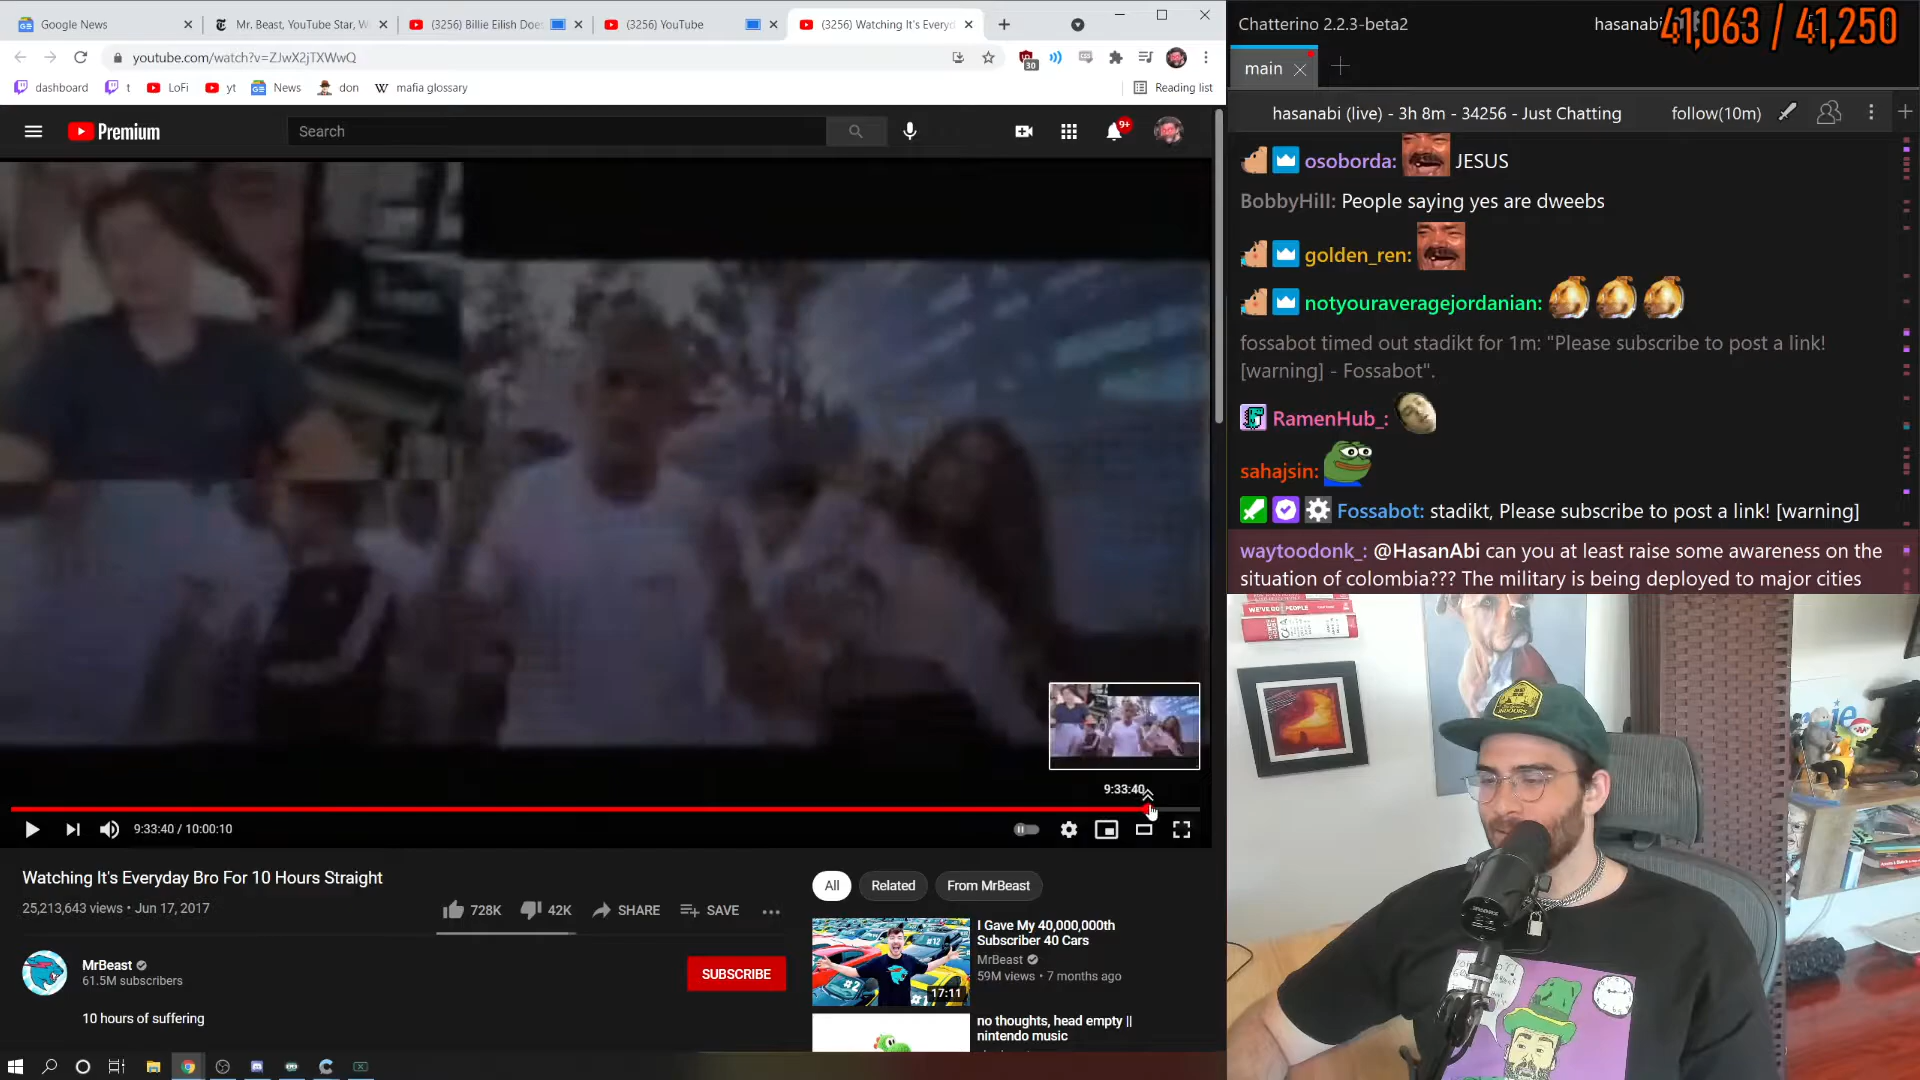 Google News
Mr. Beast, YouTube Star, W
(3256) Billie Eilish Does
(3256) YouTube
(3256) Watching It's Everyd
youtube.com/watch?v=ZJwX2jTXWwQ
30
dashboard
t
LoFi
yt
News
don
mafia glossary
Reading list
Premium
Search
9+
9:33:40
9:33:40 / 10:00:10
Watching It's Everyday Bro For 10 Hours Straight
25,213,643 views • Jun 17, 2017
728K
42K
SHARE
SAVE
MrBeast
61.5M subscribers
SUBSCRIBE
10 hours of suffering
All
Related
From MrBeast
17:11
I Gave My 40,000,000th
Subscriber 40 Cars
MrBeast
59M views • 7 months ago
no thoughts, head empty ||
nintendo music
Chatterino 2.2.3-beta2
hasanabi
41,063 / 41,250
main
hasanabi (live) - 3h 8m - 34256 - Just Chatting
follow(10m)
osoborda: JESUS
BobbyHill: People saying yes are dweebs
golden_ren:
notyouraveragejordanian:
fossabot timed out stadikt for 1m: "Please subscribe to post a link!
[warning] - Fossabot".
RamenHub_:
sahajsin:
Fossabot: stadikt, Please subscribe to post a link! [warning]
waytoodonk_: @HasanAbi can you at least raise some awareness on the
situation of colombia??? The military is being deployed to major cities